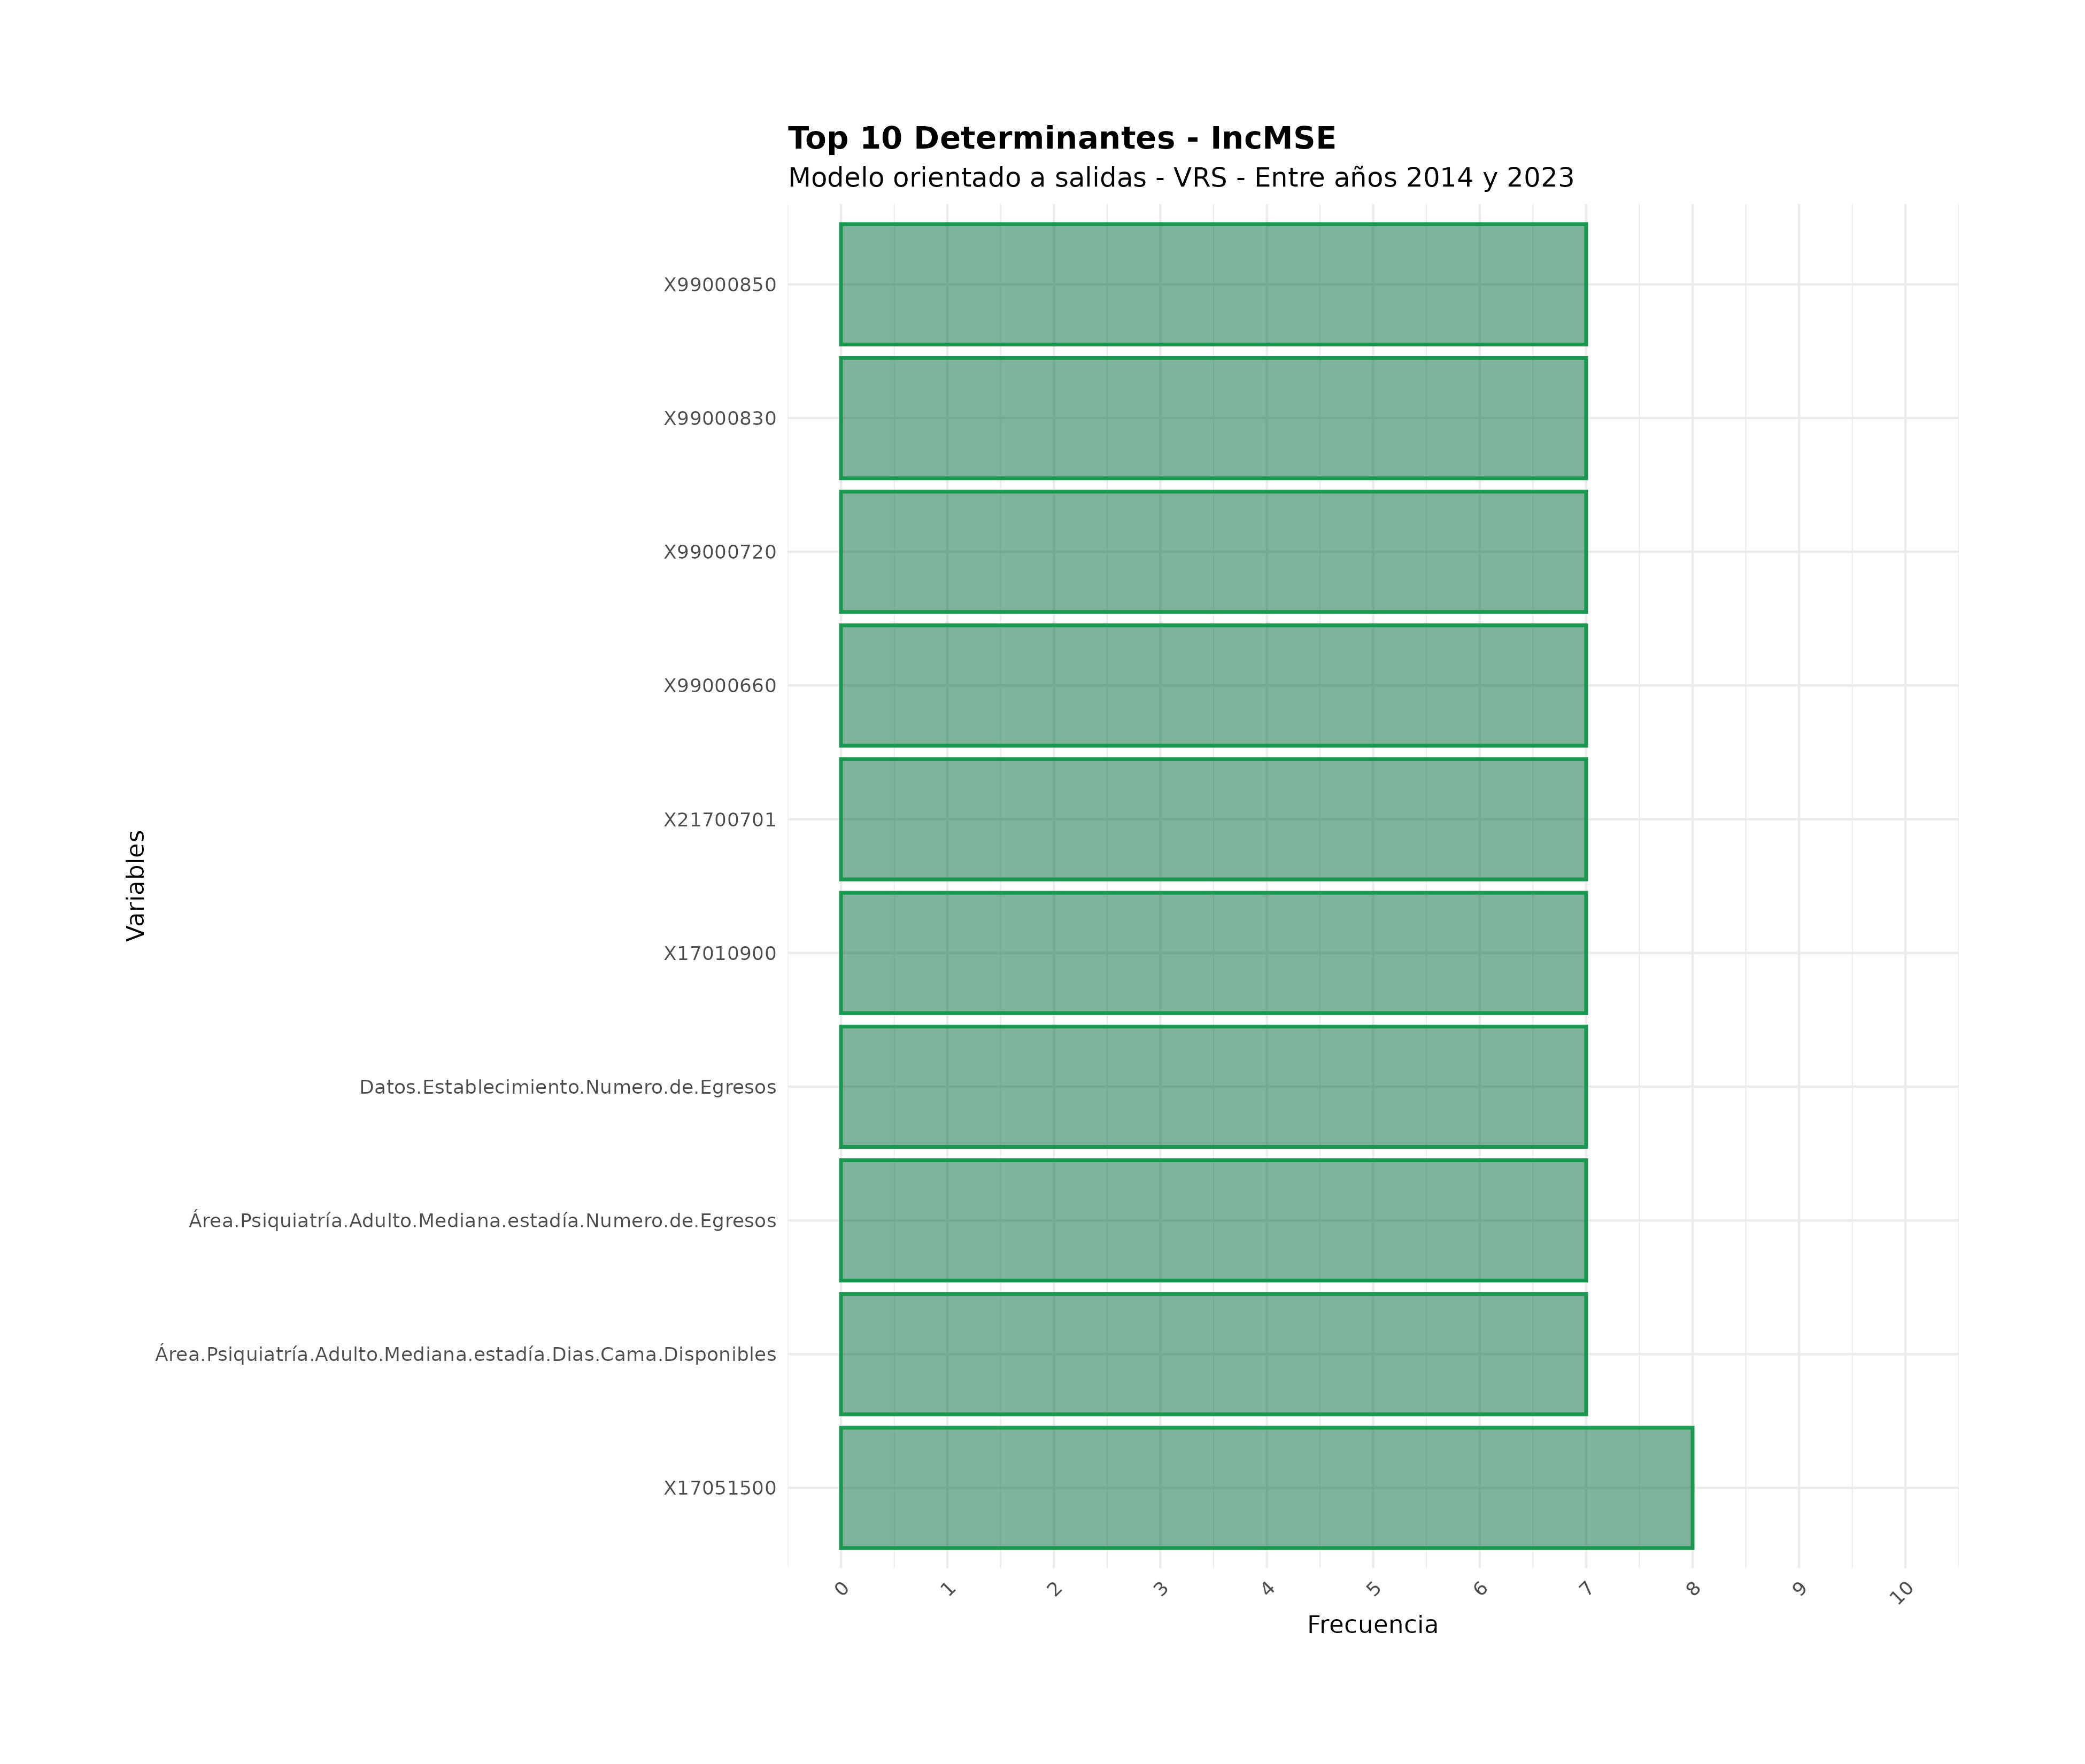 Top 10 Determinantes - IncMSE
Modelo orientado a salidas - VRS - Entre años 2014 y 2023
Variables
X99000850
X99000830
X99000720
X99000660
X21700701
X17010900
Datos.Establecimiento.Numero.de.Egresos
Área.Psiquiatría.Adulto.Mediana.estadía.Numero.de.Egresos
Área.Psiquiatría.Adulto.Mediana.estadía.Dias.Cama.Disponibles
X17051500
0 1 2 3 4 5 6 7 8 9 10
Frecuencia